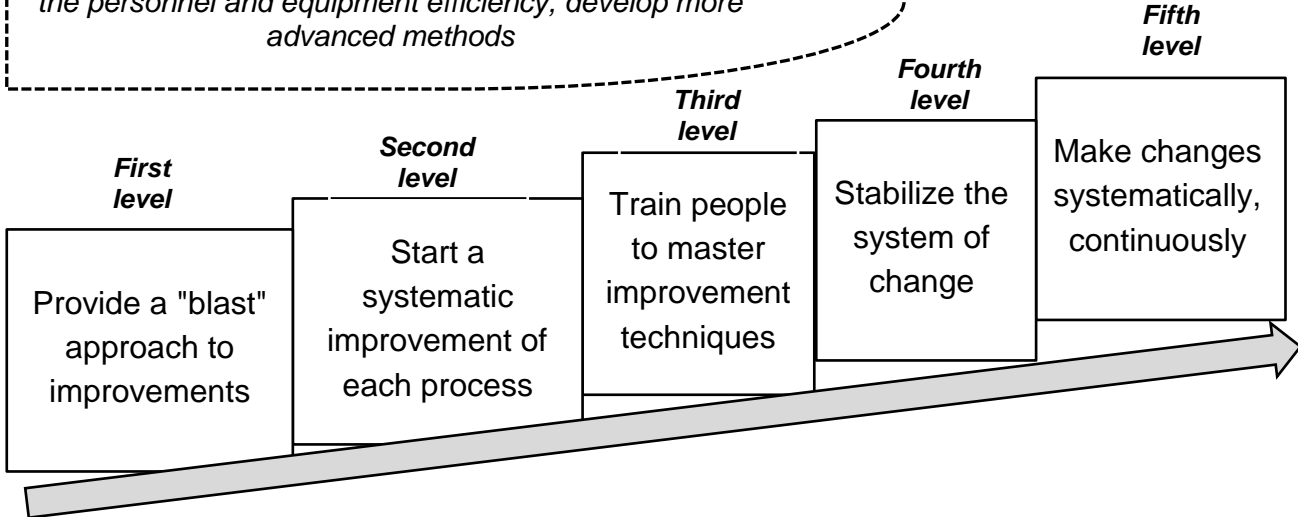 the personnel and equipment efficiency, develop more
advanced methods
First
level
Provide a "blast"
approach to
improvements
Second
level
Start a
systematic
improvement of
each process
Third
level
Train people
to master
improvement
techniques
Fourth
level
Stabilize the
system of
change
Fifth
level
Make changes
systematically,
continuously